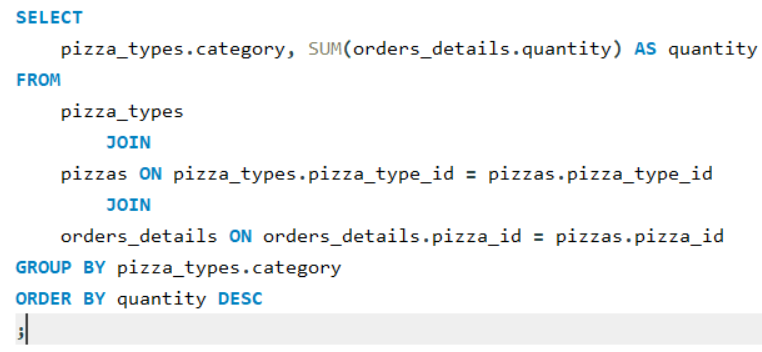 SELECT
pizza_types.category, SUM(orders_details.quantity) AS quantity
FROM
pizza_types
JOIN
pizzas ON pizza_types.pizza_type_id = pizzas.pizza_type_id
JOIN
orders_details ON orders_details.pizza_id = pizzas.pizza_id
GROUP BY pizza_types.category
ORDER BY quantity DESC
;